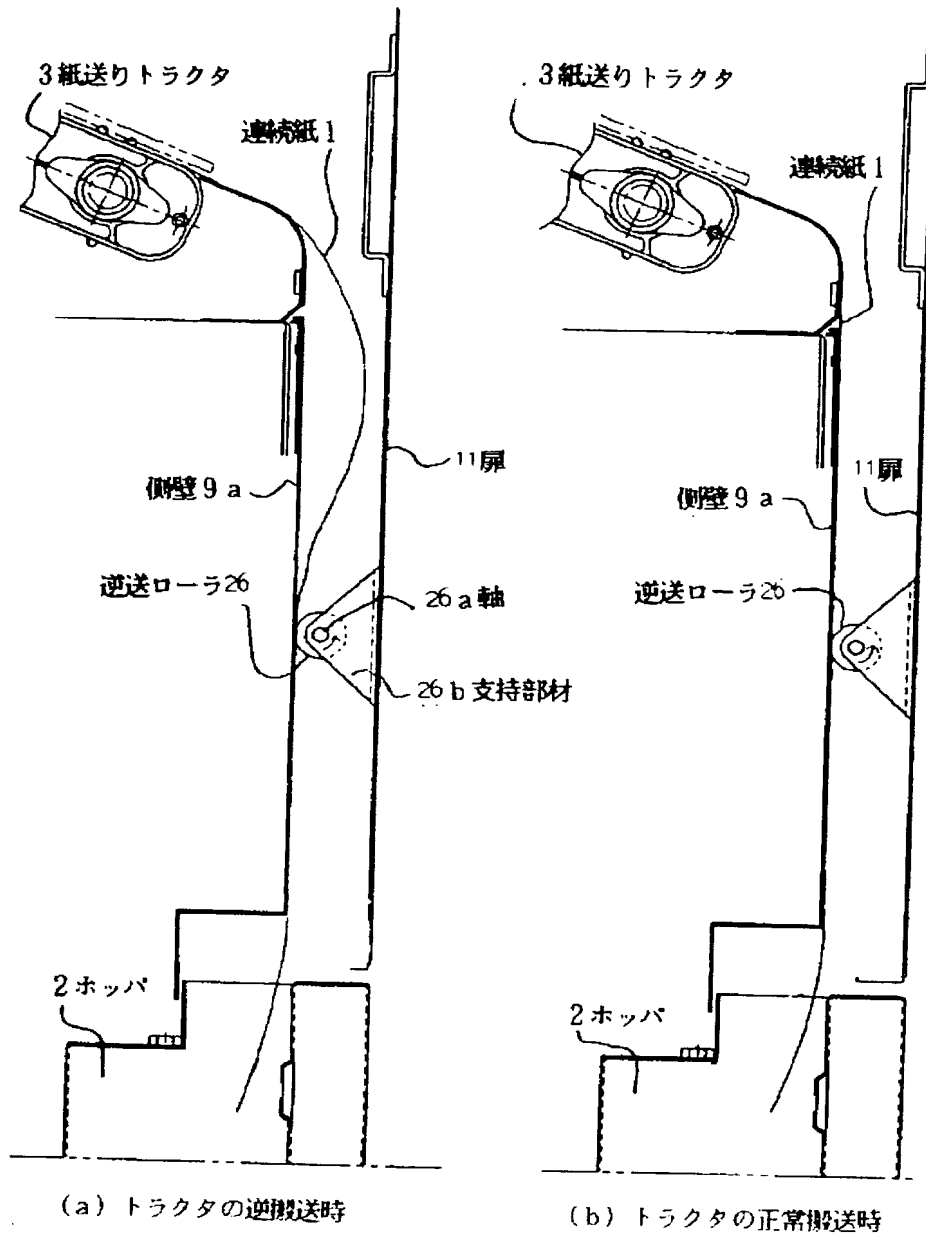 3紙送りトラクタ
連続紙1
11扉
側壁9a
逆送ローラ26
26a軸
26b支持部材
2ホッパ
(a) トラクタの逆搬送時
3紙送りトラクタ
連続紙1
11扉
側壁9a
逆送ローラ26
2ホッパ
(b) トラクタの正常搬送時